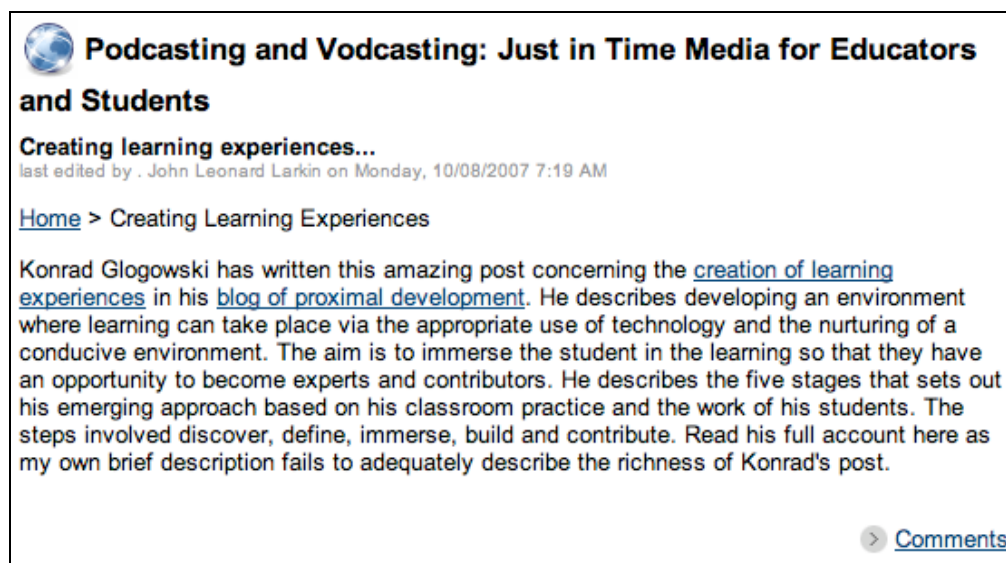 Podcasting and Vodcasting: Just in Time Media for Educators
and Students
Creating learning experiences...
last edited by . John Leonard Larkin on Monday, 10/08/2007 7:19 AM
Home > Creating Learning Experiences
Konrad Glogowski has written this amazing post concerning the creation of learning
experiences in his blog of proximal development. He describes developing an environment
where learning can take place via the appropriate use of technology and the nurturing of a
conducive environment. The aim is to immerse the student in the learning so that they have
an opportunity to become experts and contributors. He describes the five stages that sets out
his emerging approach based on his classroom practice and the work of his students. The
steps involved discover, define, immerse, build and contribute. Read his full account here as
my own brief description fails to adequately describe the richness of Konrad's post.
Comments